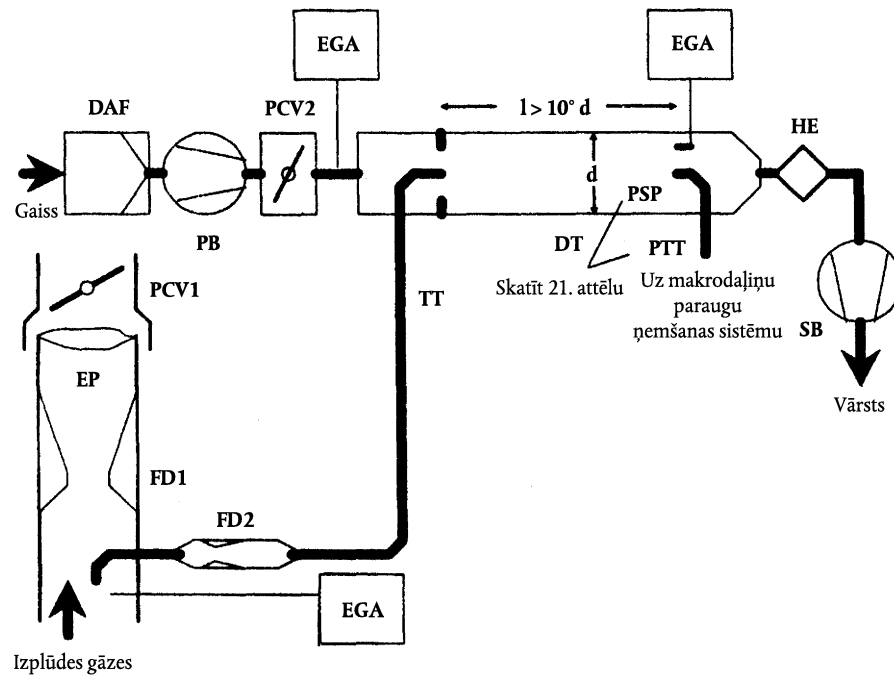 EGA
EGA
DAF
PCV2
l > 10° d
HE
d
Gaiss
PB
PSP
DT
PTT
Skatīt 21. attēlu
Uz makrodaļiņu
paraugu
ņemšanas sistēmu
PCV1
TT
SB
EP
Vārsts
FD1
FD2
EGA
Izplūdes gāzes